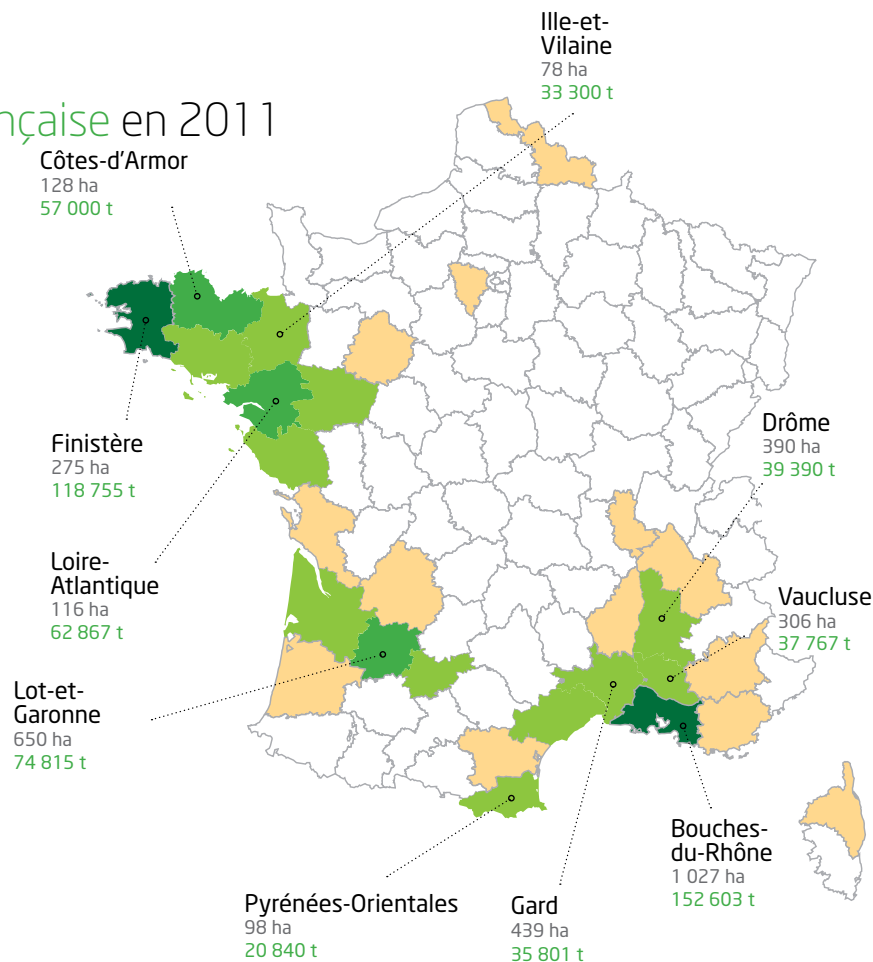 Ille-et-
Vilaine
78 ha
33 300 t
nçaise en 2011
Côtes-d'Armor
128 ha
57 000 t
Finistère
275 ha
118 755 t
Drôme
390 ha
39 390 t
Loire-
Atlantique
116 ha
62 867 t
Vaucluse
306 ha
37 767 t
Lot-et-
Garonne
650 ha
74 815 t
Bouches-
du-Rhône
1 027 ha
152 603 t
Pyrénées-Orientales
98 ha
20 840 t
Gard
439 ha
35 801 t